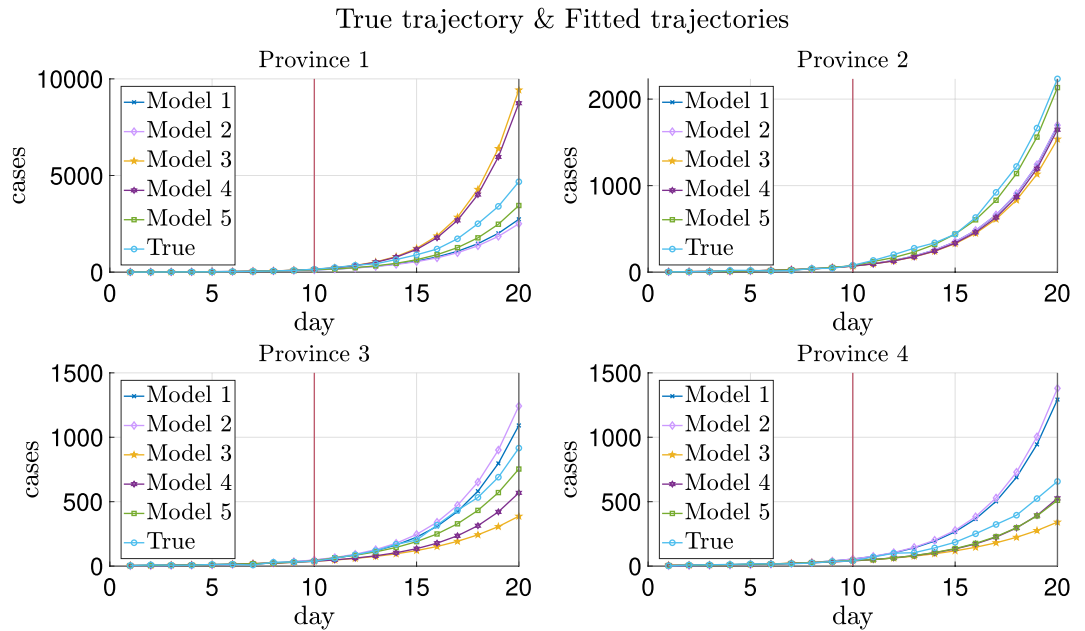 True trajectory & Fitted trajectories
Province 1
10000
5000
0
cases
Model 1
Model 2
Model 3
Model 4
Model 5
True
0 5 10 15 20
day
Province 2
2000
1000
0
cases
Model 1
Model 2
Model 3
Model 4
Model 5
True
0 5 10 15 20
day
Province 3
1500
1000
500
0
cases
Model 1
Model 2
Model 3
Model 4
Model 5
True
0 5 10 15 20
day
Province 4
1500
1000
500
0
cases
Model 1
Model 2
Model 3
Model 4
Model 5
True
0 5 10 15 20
day